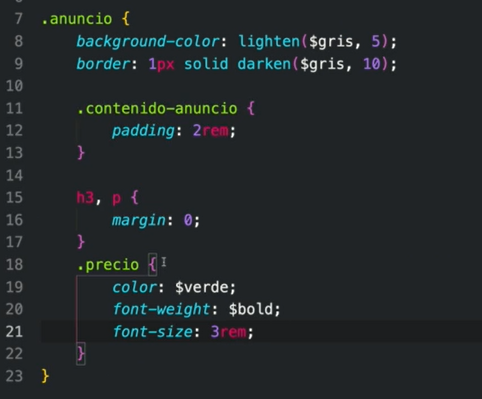 7 .anuncio {
8 background-color: lighten($gris, 5);
9 border: 1px solid darken($gris, 10);
10
11 .contenido-anuncio {
12 padding: 2rem;
13 }
14
15 h3, p {
16 margin: 0;
17 }
18 .precio {
19 color: $verde;
20 font-weight: $bold;
21 font-size: 3rem;
22 }
23 }